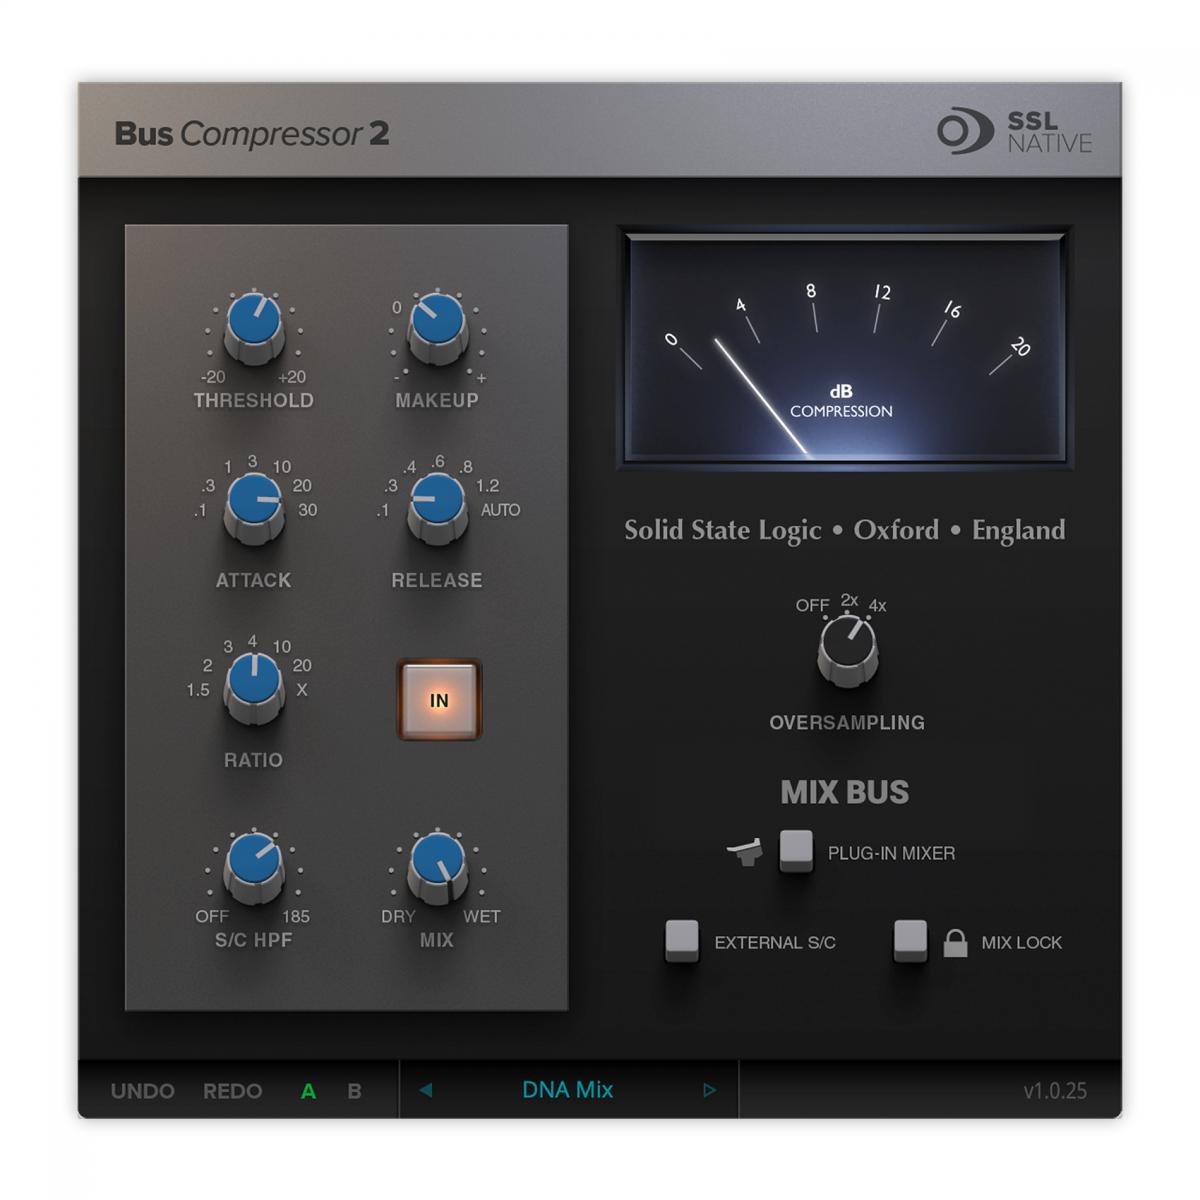 Bus Compressor 2
SSL
NATIVE
-20 +20
THRESHOLD
0
- +
MAKEUP
.1 .3 1 3 10 20 30
ATTACK
.1 .3 .4 .6 .8 1.2 AUTO
RELEASE
1.5 2 3 4 10 20 X
RATIO
IN
OFF 185
S/C HPF
DRY WET
MIX
0 4 8 12 16 20
dB
COMPRESSION
Solid State Logic • Oxford • England
OFF 2x 4x
OVERSAMPLING
MIX BUS
PLUG-IN MIXER
EXTERNAL S/C
MIX LOCK
UNDO REDO A B
DNA Mix
v1.0.25